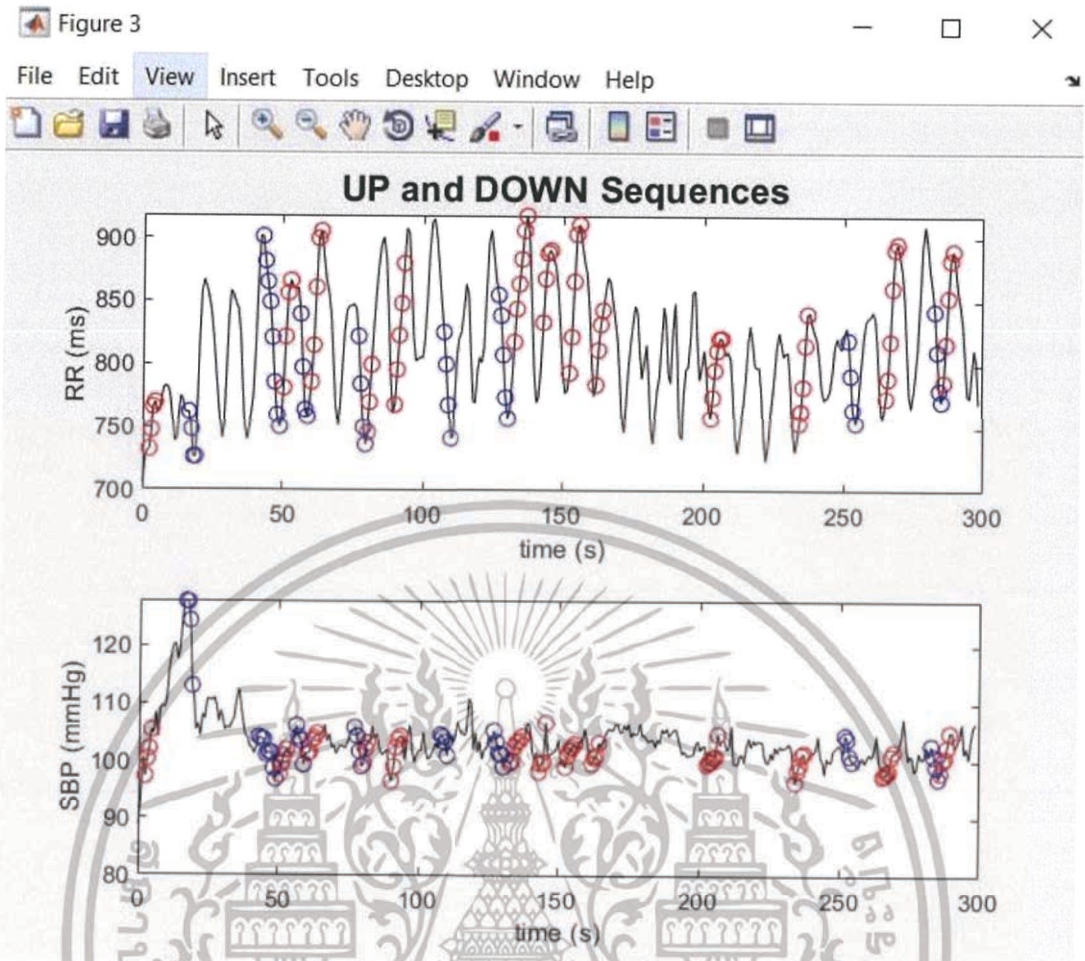 Figure 3
File Edit View Insert Tools Desktop Window Help
UP and DOWN Sequences
RR (ms)
900
850
800
750
700
0 50 100 150 200 250 300
time (s)
SBP (mmHg)
120
110
100
90
80
0 50 100 150 200 250 300
time (s)